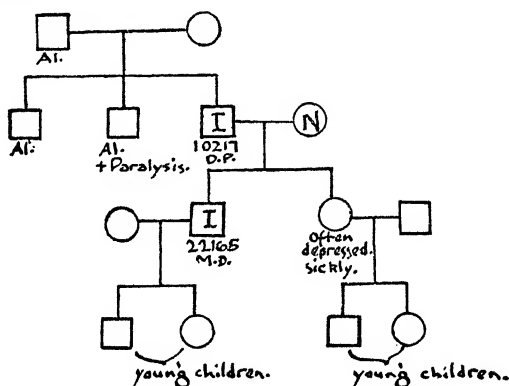 Al.
I
N
Al.
Al.
+ Paralysis.
10217
D.P.
I
Often
depressed.
sickly.
22165
M.D.
young children.
young children.